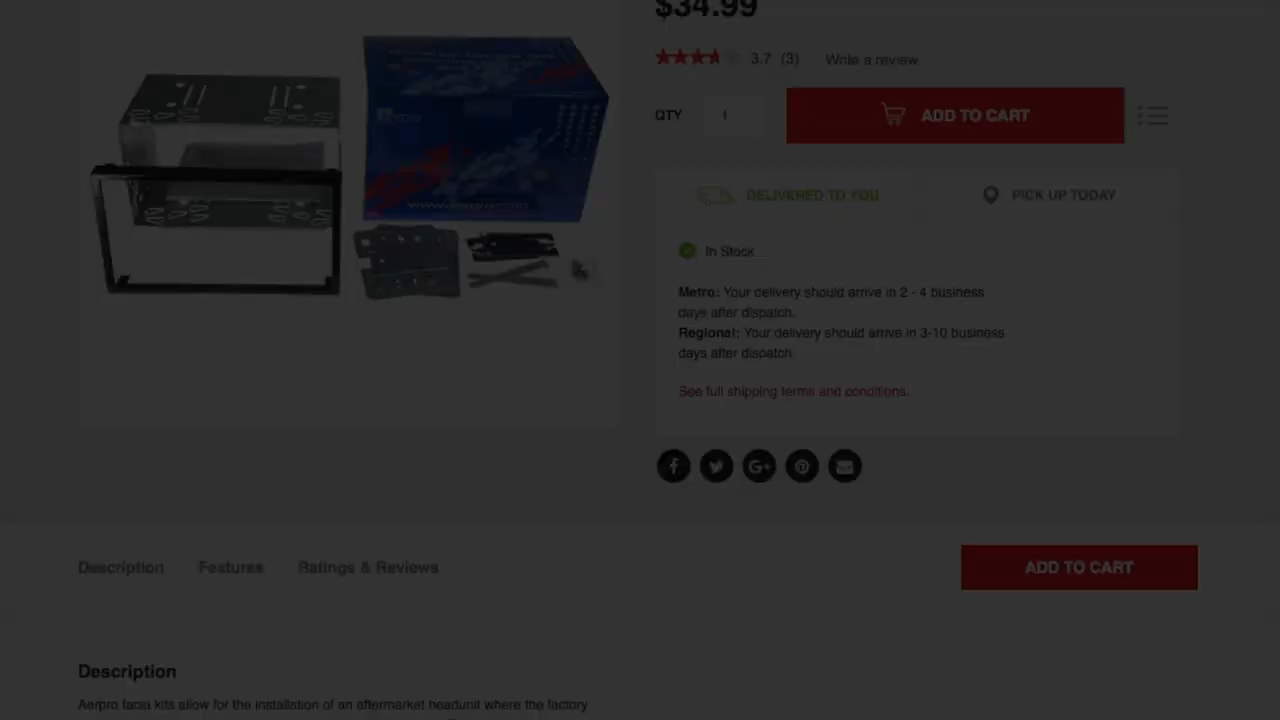 $34.99
3.7 (3) Write a review
QTY 1 ADD TO CART
DELIVERED TO YOU PICK UP TODAY
In Stock
Metro: Your delivery should arrive in 2 - 4 business
days after dispatch.
Regional: Your delivery should arrive in 3-10 business
days after dispatch.
See full shipping terms and conditions.
Description Features Ratings & Reviews ADD TO CART
Description
Aerpro facia kits allow for the installation of an aftermarket headunit where the factory